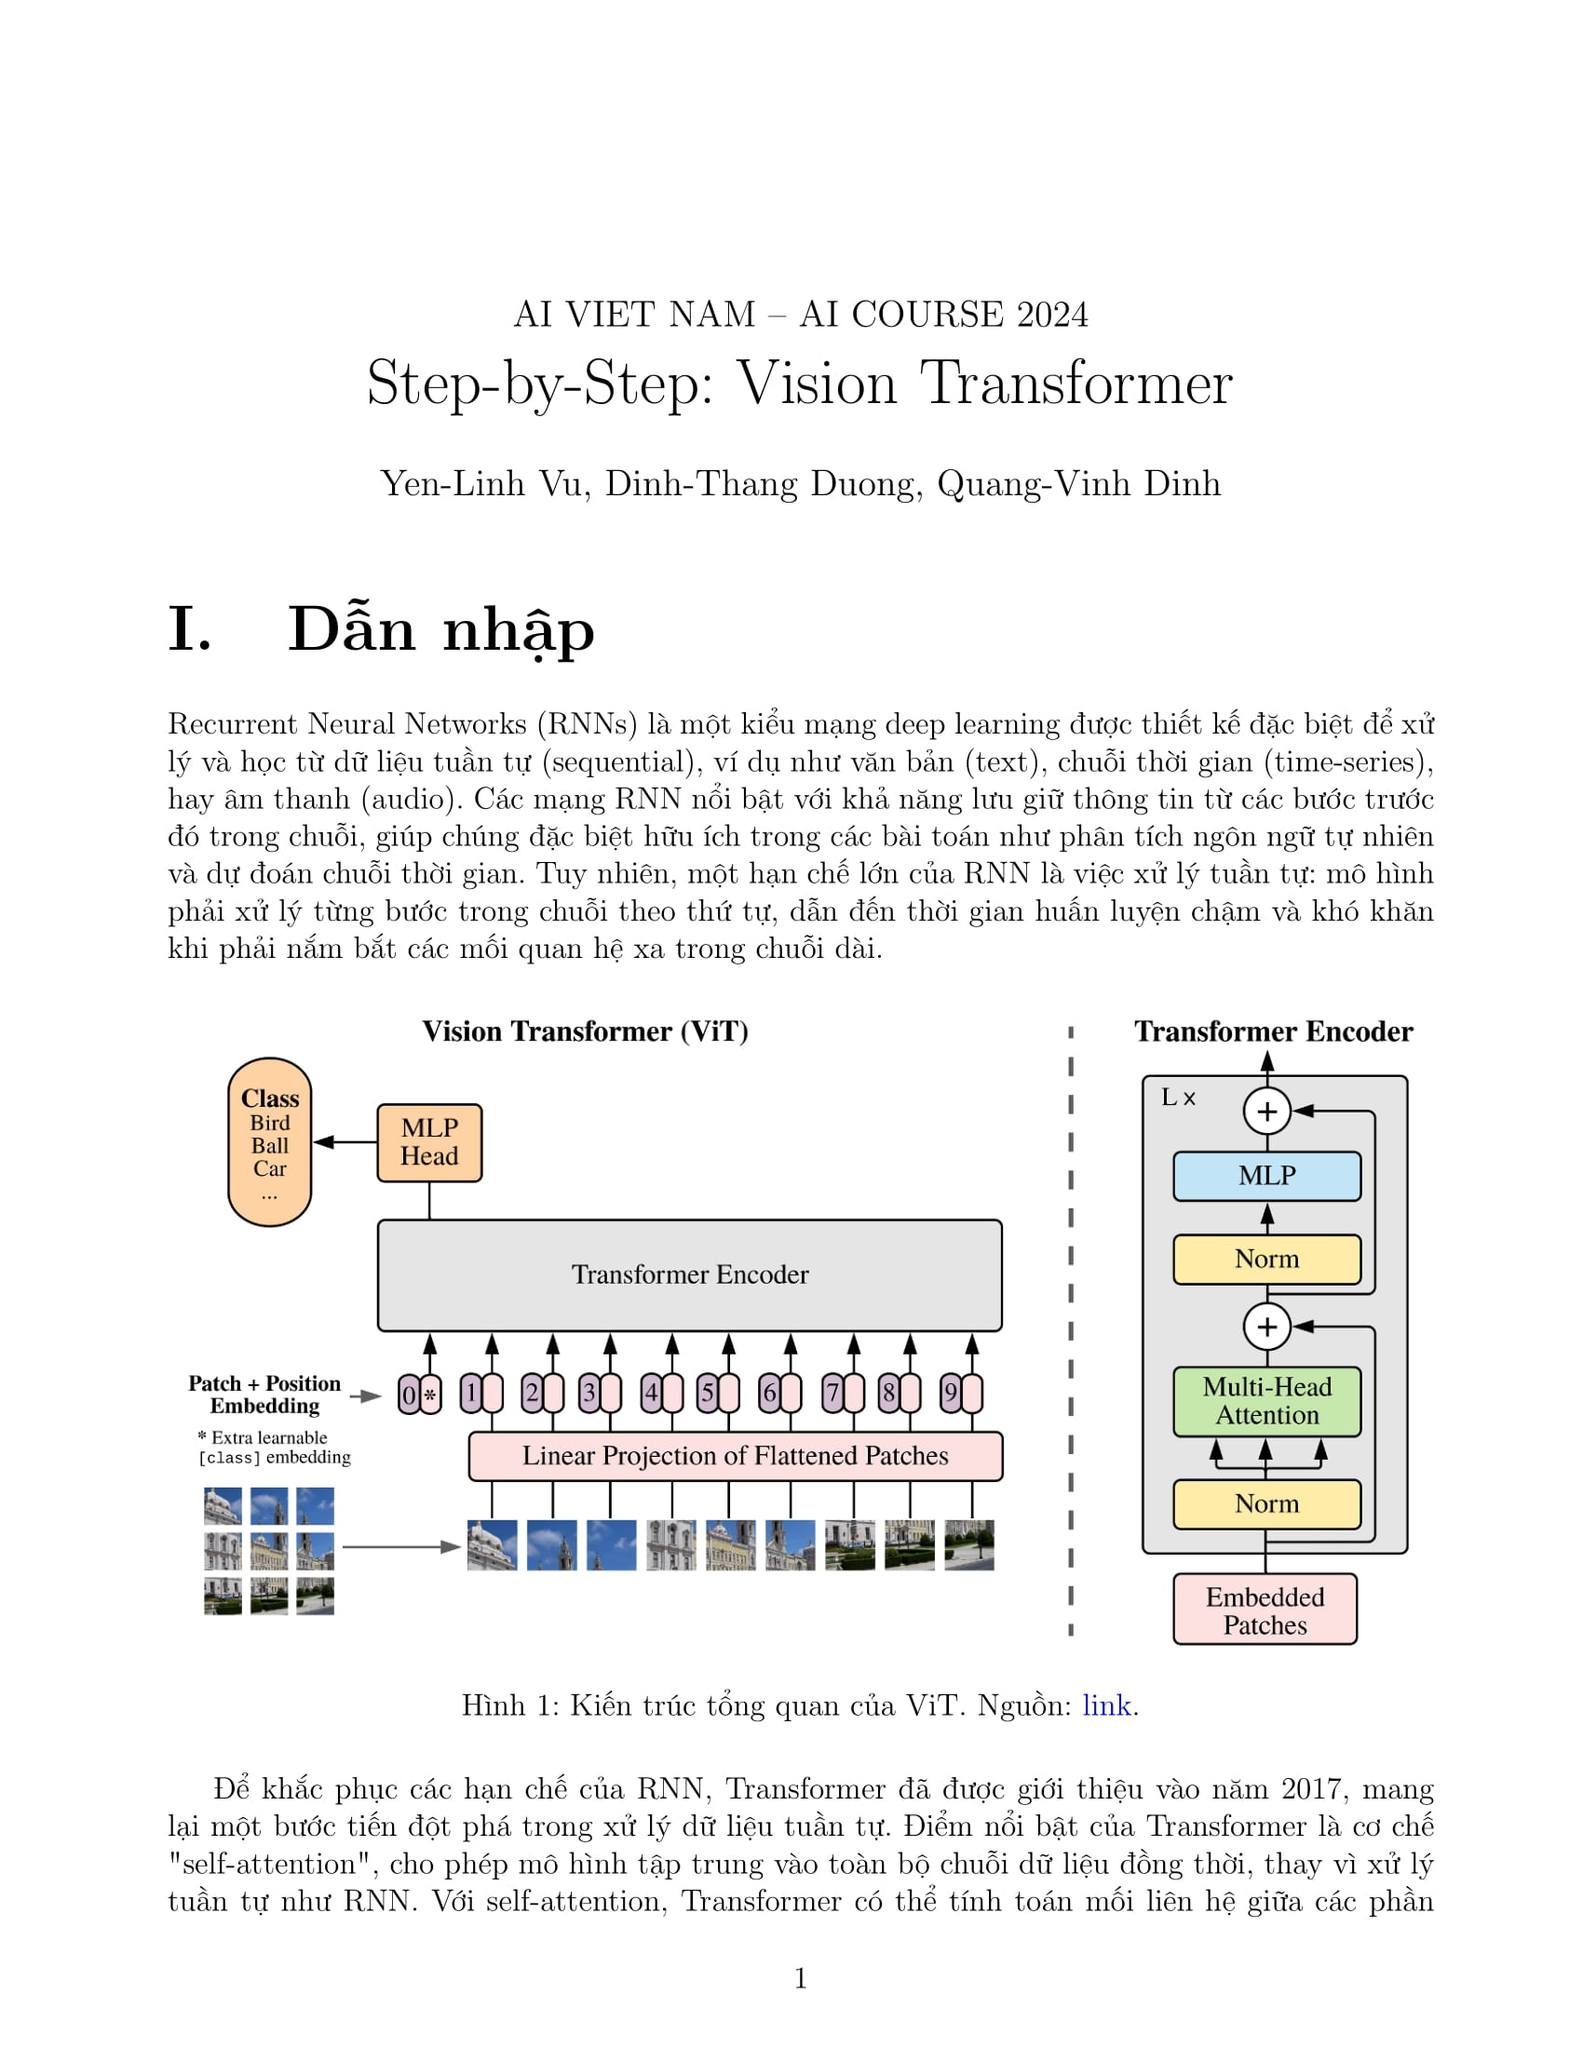 AI VIET NAM – AI COURSE 2024
Step-by-Step: Vision Transformer
Yen-Linh Vu, Dinh-Thang Duong, Quang-Vinh Dinh
I. Dẫn nhập
Recurrent Neural Networks (RNNs) là một kiểu mạng deep learning được thiết kế đặc biệt để xử
lý và học từ dữ liệu tuần tự (sequential), ví dụ như văn bản (text), chuỗi thời gian (time-series),
hay âm thanh (audio). Các mạng RNN nổi bật với khả năng lưu giữ thông tin từ các bước trước
đó trong chuỗi, giúp chúng đặc biệt hữu ích trong các bài toán như phân tích ngôn ngữ tự nhiên
và dự đoán chuỗi thời gian. Tuy nhiên, một hạn chế lớn của RNN là việc xử lý tuần tự: mô hình
phải xử lý từng bước trong chuỗi theo thứ tự, dẫn đến thời gian huấn luyện chậm và khó khăn
khi phải nắm bắt các mối quan hệ xa trong chuỗi dài.
Vision Transformer (ViT)
Class
Bird
Ball
Car
...
MLP
Head
Transformer Encoder
Patch + Position
Embedding
0 * 1 2 3 4 5 6 7 8 9
* Extra learnable
[class] embedding
Linear Projection of Flattened Patches
Transformer Encoder
L x
+
MLP
Norm
+
Multi-Head
Attention
Norm
Embedded
Patches
Hình 1: Kiến trúc tổng quan của ViT. Nguồn: link.
Để khắc phục các hạn chế của RNN, Transformer đã được giới thiệu vào năm 2017, mang
lại một bước tiến đột phá trong xử lý dữ liệu tuần tự. Điểm nổi bật của Transformer là cơ chế
"self-attention", cho phép mô hình tập trung vào toàn bộ chuỗi dữ liệu đồng thời, thay vì xử lý
tuần tự như RNN. Với self-attention, Transformer có thể tính toán mối liên hệ giữa các phần
1